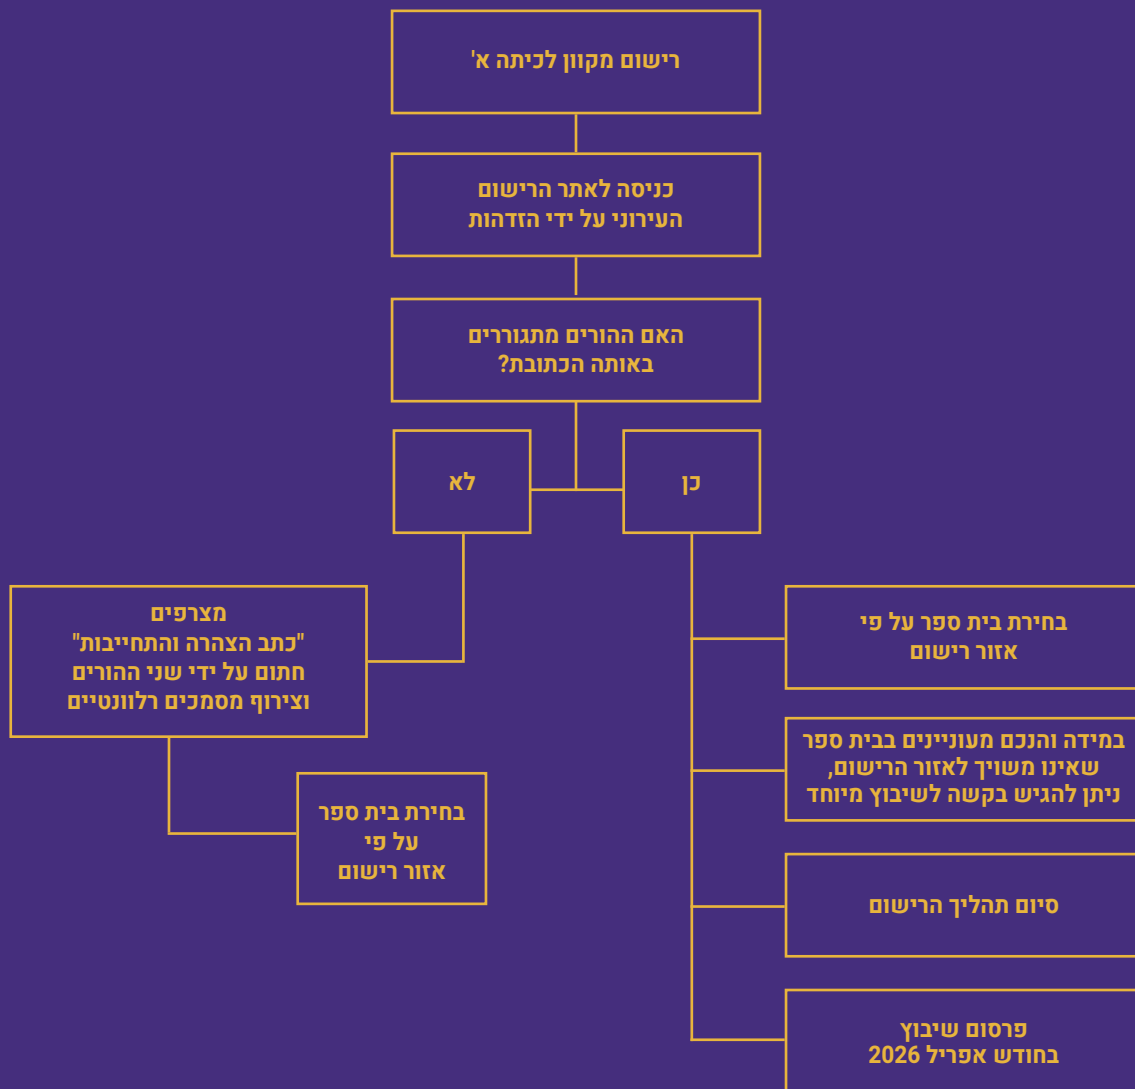 רישום מקוון לכיתה א'
כניסה לאתר הרישום
העירוני על ידי הזדהות
האם ההורים מתגוררים
באותה הכתובת?
כן
לא
בחירת בית ספר על פי
אזור רישום
במידה והנכם מעוניינים בבית ספר
שאינו משויך לאזור הרישום,
ניתן להגיש בקשה לשיבוץ מיוחד
סיום תהליך הרישום
פרסום שיבוץ
בחודש אפריל 2026
מצרפים
"כתב הצהרה והתחייבות"
חתום על ידי שני ההורים
וצירוף מסמכים רלוונטיים
בחירת בית ספר
על פי
אזור רישום